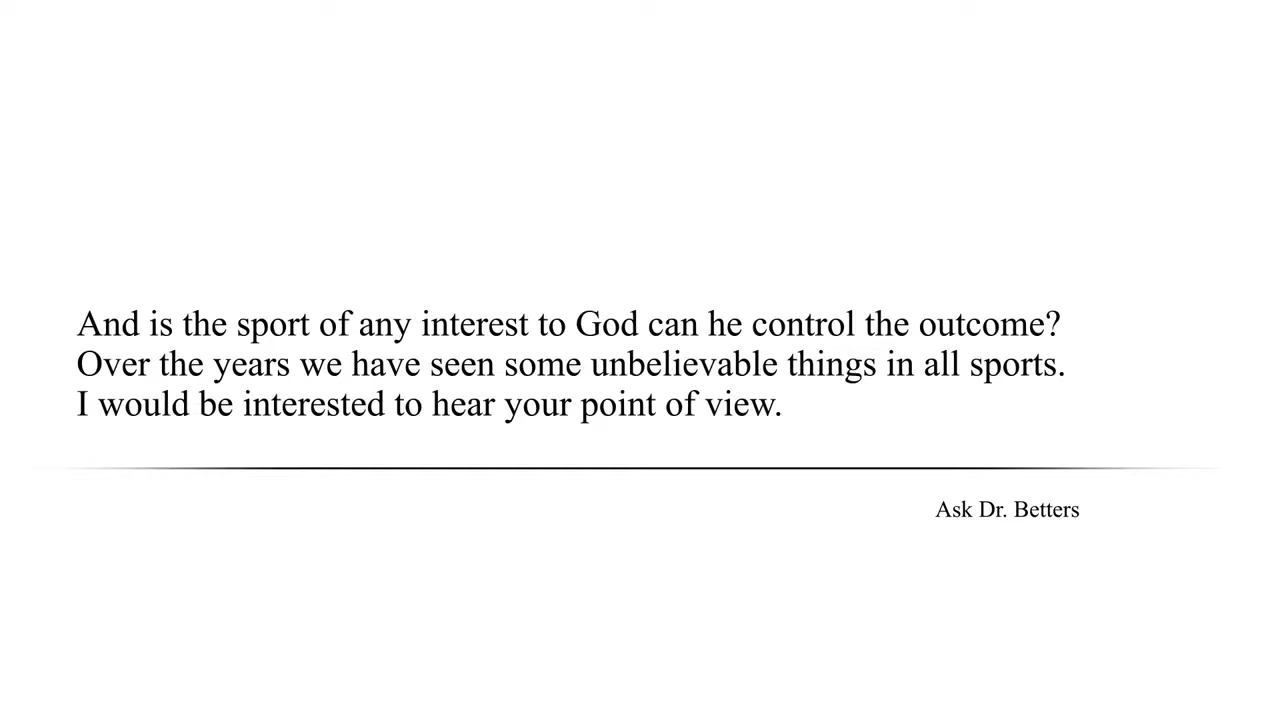 And is the sport of any interest to God can he control the outcome?
Over the years we have seen some unbelievable things in all sports.
I would be interested to hear your point of view.
Ask Dr. Betters